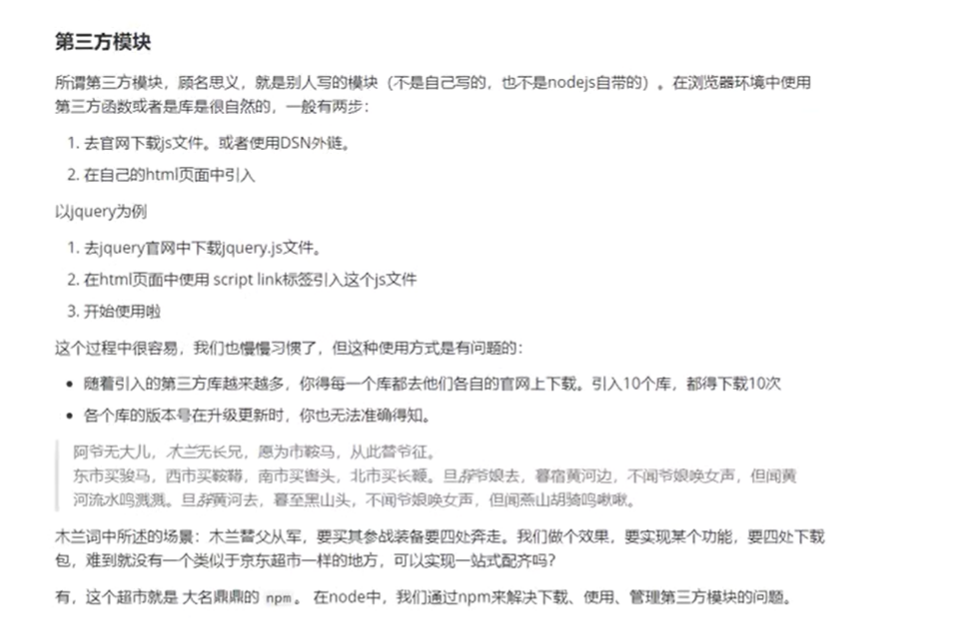 第三方模块
所谓第三方模块，顾名思义，就是别人写的模块（不是自己写的，也不是nodejs自带的）。在浏览器环境中使用
第三方函数或者是库是很自然的，一般有两步：
1. 去官网下载js文件。或者使用DSN外链。
2. 在自己的html页面中引入
以jquery为例
1. 去jquery官网中下载jquery.js文件。
2. 在html页面中使用 script link标签引入这个js文件
3. 开始使用啦
这个过程中很容易，我们也慢慢习惯了，但这种使用方式是有问题的：
• 随着引入的第三方库越来越多，你得每一个库都去他们各自的官网上下载。引入10个库，都得下载10次
• 各个库的版本号在升级更新时，你也无法准确得知。
阿爷无大儿，木兰无长兄，愿为市鞍马，从此替爷征。
东市买骏马，西市买鞍鞯，南市买辔头，北市买长鞭。旦辞爷娘去，暮宿黄河边，不闻爷娘唤女声，但闻黄
河流水鸣溅溅。旦辞黄河去，暮至黑山头，不闻爷娘唤女声，但闻燕山胡骑鸣啾啾。
木兰词中所述的场景：木兰替父从军，要买其参战装备要四处奔走。我们做个效果，要实现某个功能，要四处下载
包，难到就没有一个类似于京东超市一样的地方，可以实现一站式配齐吗？
有，这个超市就是 大名鼎鼎的 npm。 在node中，我们通过npm来解决下载、使用、管理第三方模块的问题。